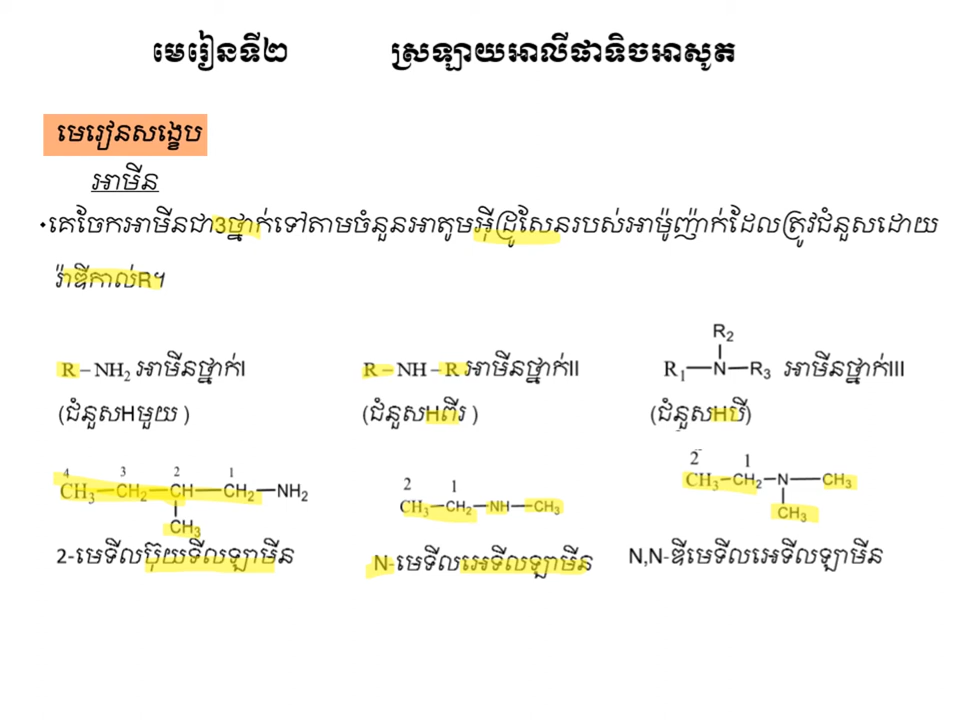 មេរៀនទី២ ស្រឡាយអាលីផាទិចអាសូត
មេរៀនសង្ខេប
អាមីន
•គេចែកអាមីនជា3ថ្នាក់ទៅតាមចំនួនអាតូមអ៊ីដ្រូសែនរបស់អាម៉ូញ៉ាក់ដែលត្រូវជំនួសដោយ
រ៉ាឌីកាល់R។
R–NH₂ អាមីនថ្នាក់I
(ជំនួសHមួយ )
4 3 2 1
CH₃—CH₂—CH—CH₂—NH₂
CH₃
2-មេទីលប៊ុយទីលឡាមីន
R–NH–R អាមីនថ្នាក់II
(ជំនួសHពីរ )
2 1
CH₃—CH₂—NH—CH₃
N-មេទីលអេទីលឡាមីន
R₂
R₁—N—R₃ អាមីនថ្នាក់III
(ជំនួសHបី)
2 1
CH₃—CH₂—N—CH₃
CH₃
N,N-ឌីមេទីលអេទីលឡាមីន